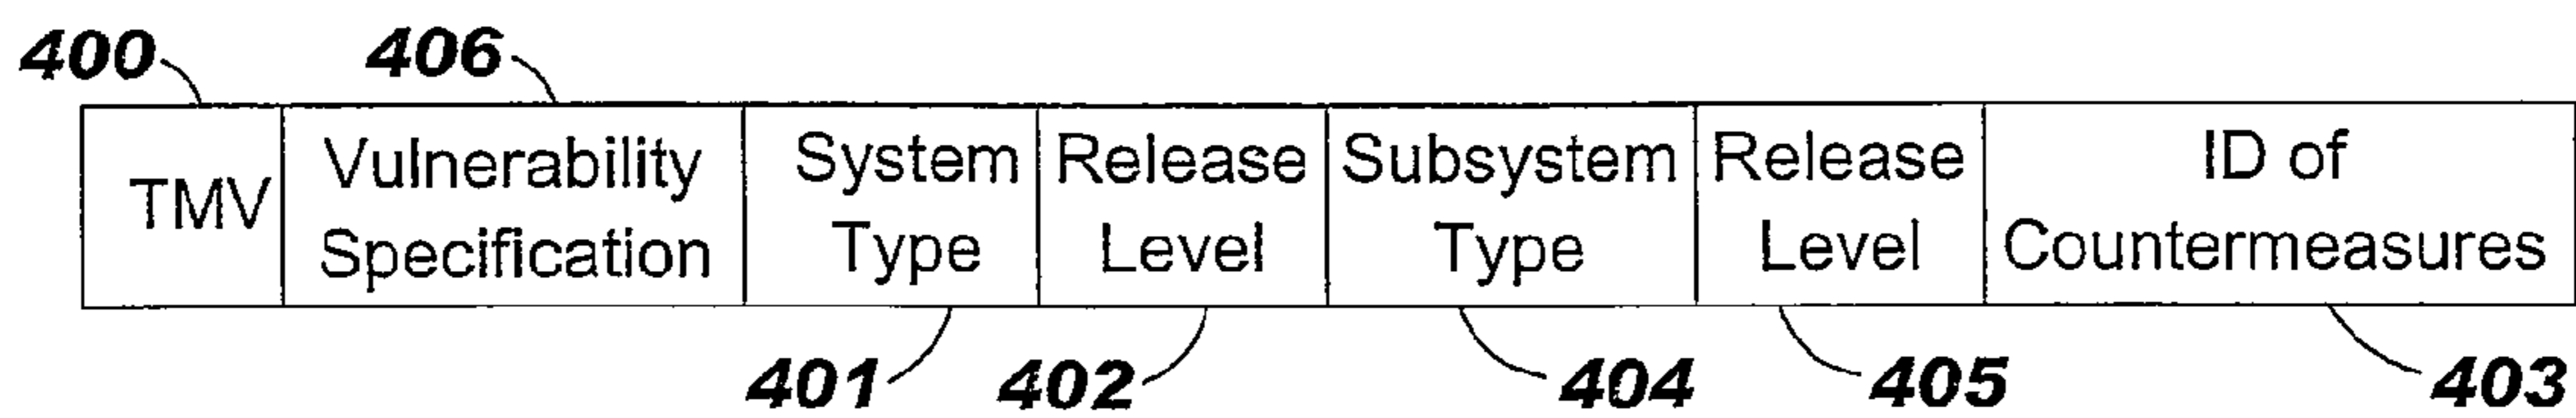 400 406
TMV
Vulnerability
Specification
System
Type
Release
Level
Subsystem
Type
Release
Level
ID of
Countermeasures
401 402 404 405 403